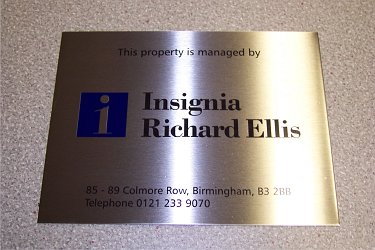 This property is managed by
i Insignia
Richard Ellis
85 - 89 Colmore Row, Birmingham, B3 2BB
Telephone 0121 233 9070